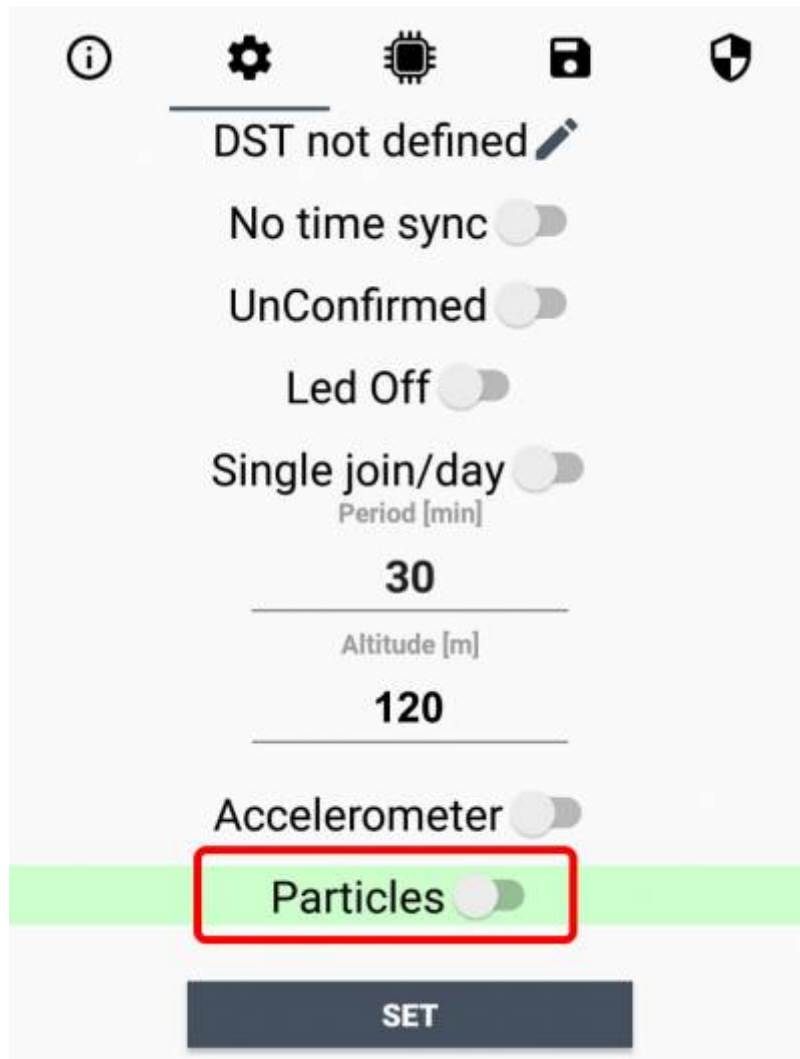 DST not defined
No time sync
UnConfirmed
Led Off
Single join/day
Period [min]
30
Altitude [m]
120
Accelerometer
Particles
SET